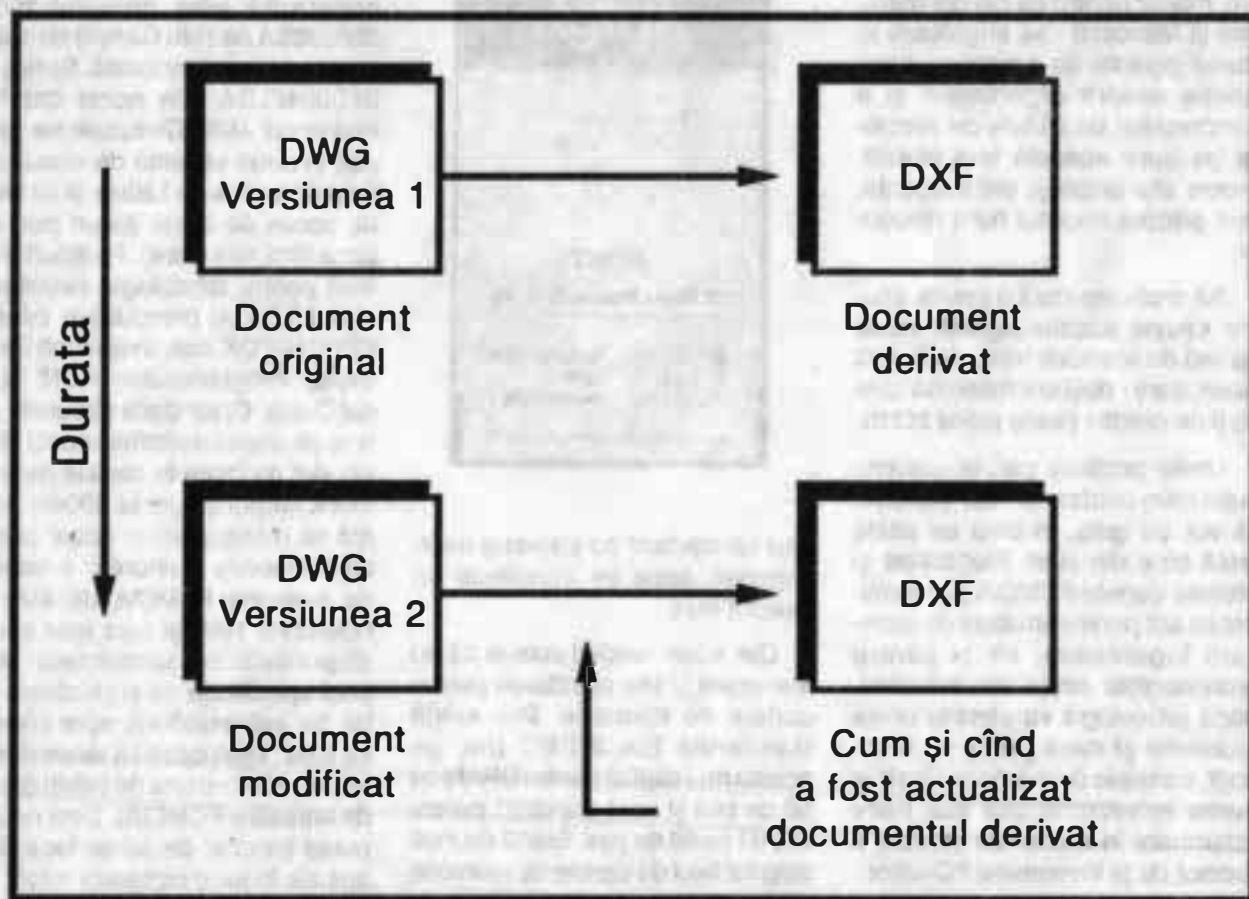 DWG
Versiunea 1
DXF
Document
original
Document
derivat
Durata
DWG
Versiunea 2
DXF
Document
modificat
Cum și cînd
a fost actualizat
documentul derivat